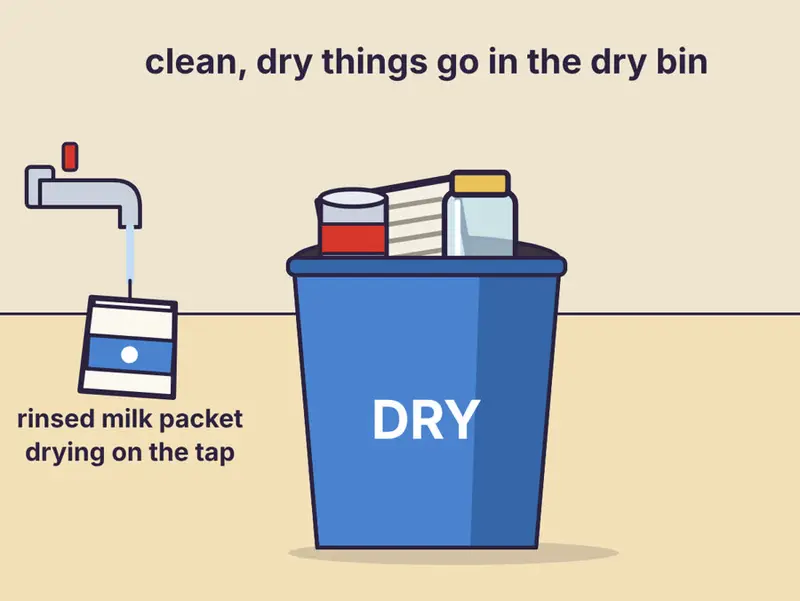 clean, dry things go in the dry bin
DRY
rinsed milk packet
drying on the tap